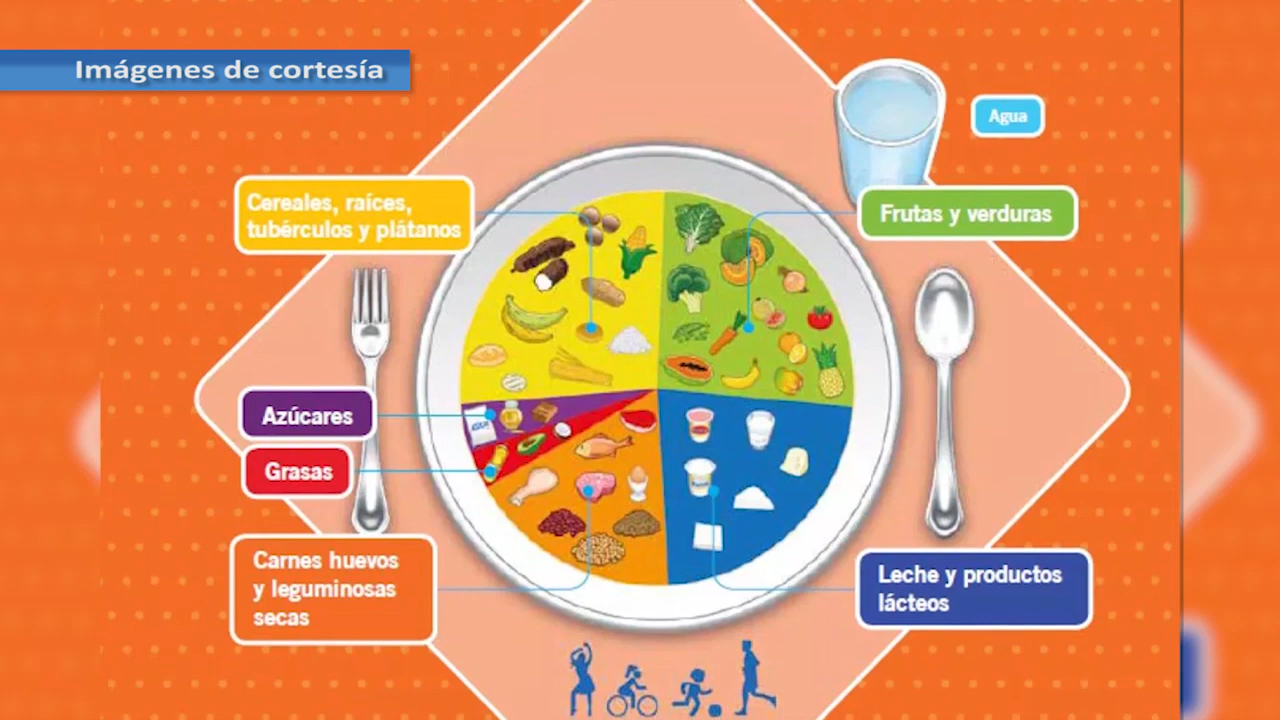 Imágenes de cortesía
Agua
Cereales, raíces,
tubérculos y plátanos
Frutas y verduras
Azúcares
Grasas
Carnes huevos
y leguminosas
secas
Leche y productos
lácteos